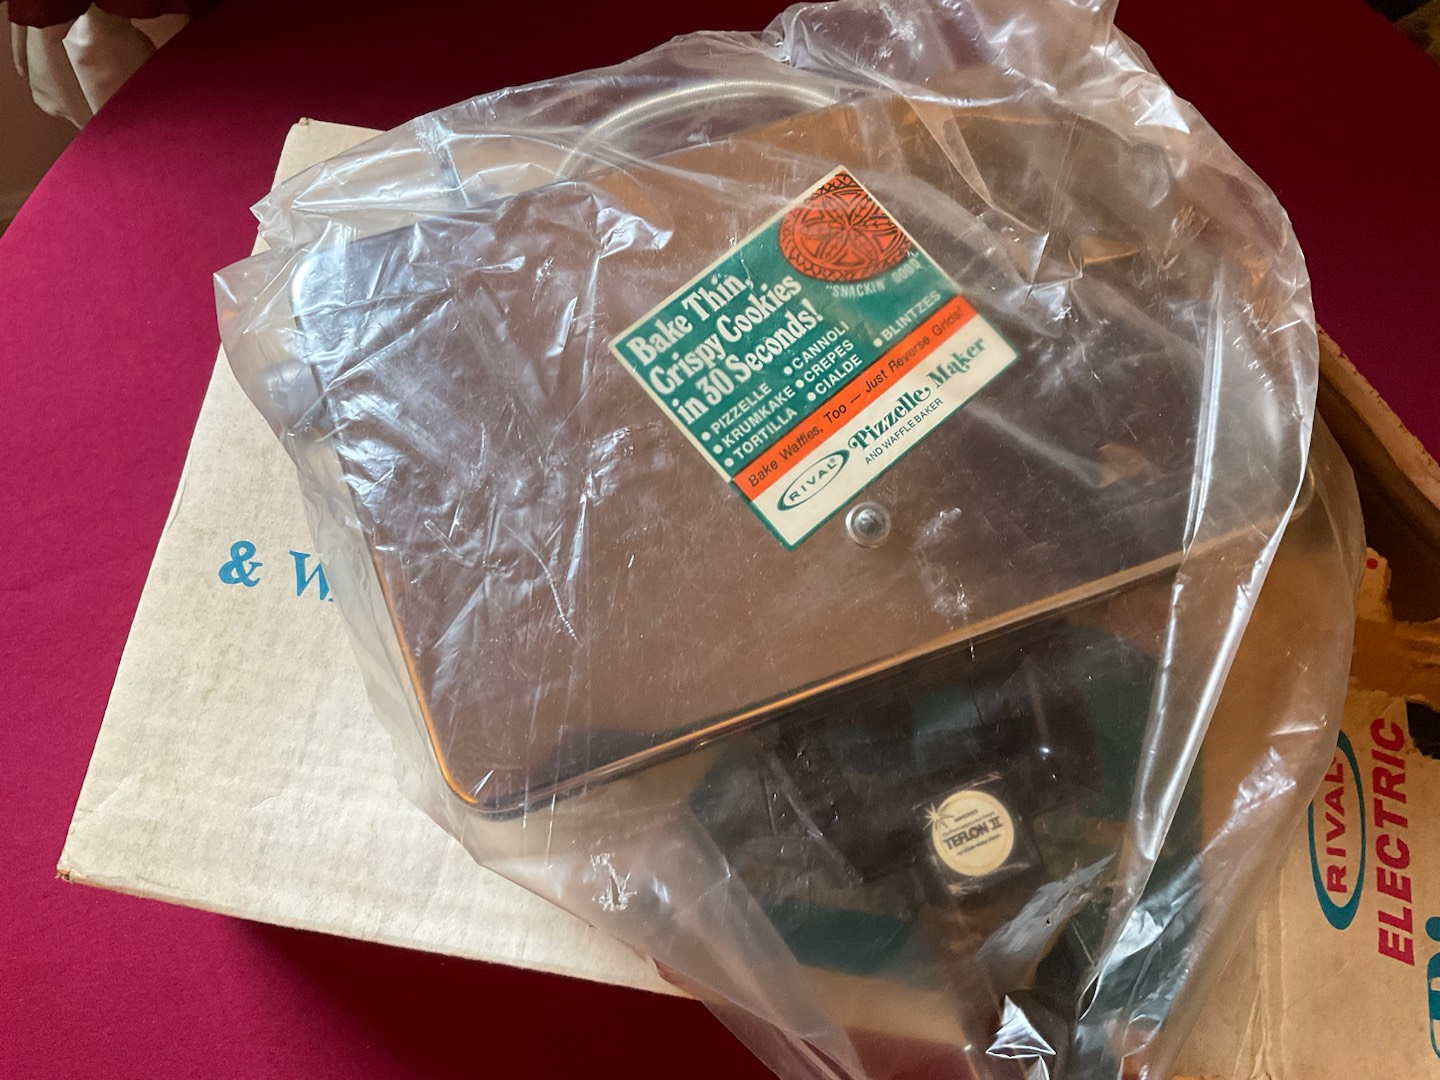 "SNACKIN' GOOD"
Bake Thin,
Crispy Cookies
in 30 Seconds!
• PIZZELLE • CANNOLI • BLINTZES
• KRUMKAKE • CREPES
• TORTILLA • CIALDE
Bake Waffles, Too — Just Reverse Grids!
RIVAL® Pizzelle Maker
AND WAFFLE BAKER
& W
TEFLON II
RIVAL
ELECTRIC